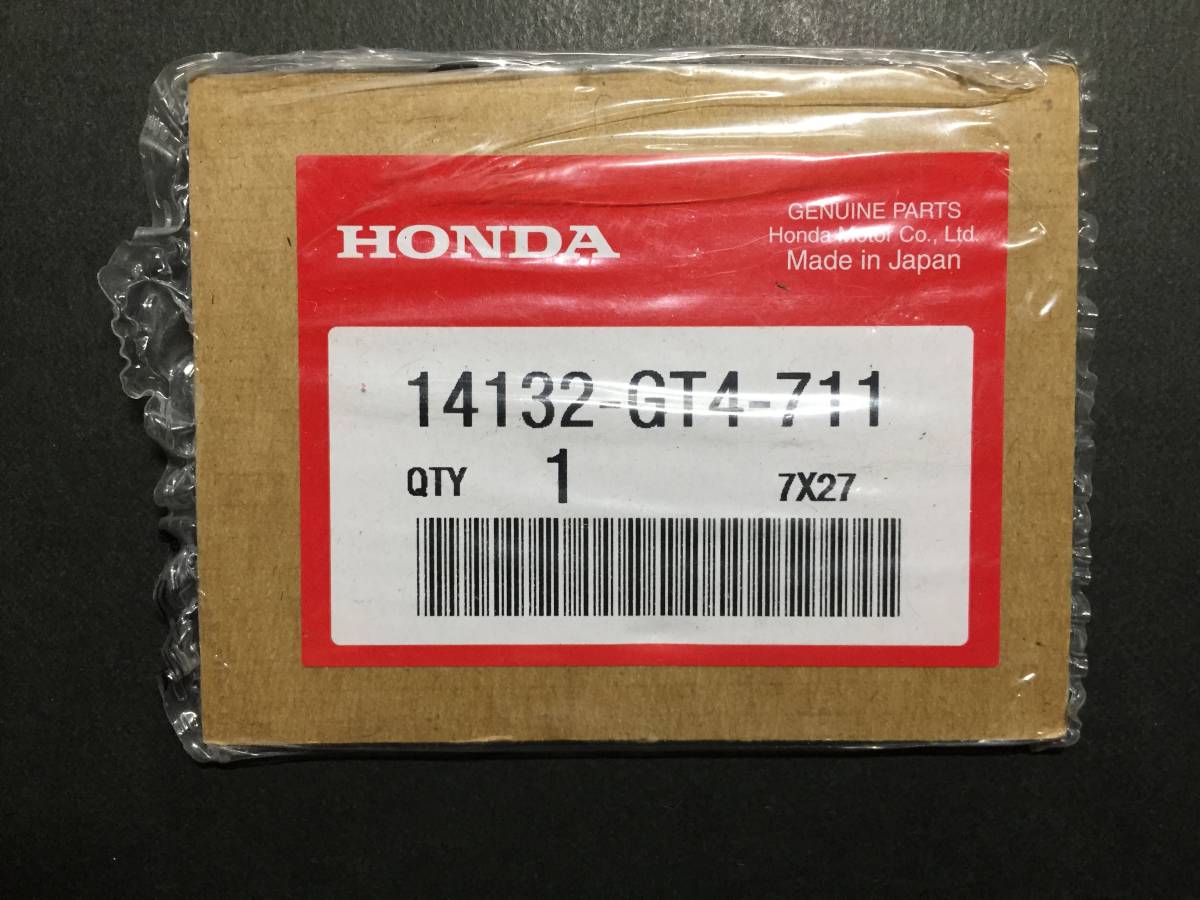 HONDA
GENUINE PARTS
Honda Motor Co., Ltd.
Made in Japan
14132-GT4-711
QTY 1 7X27